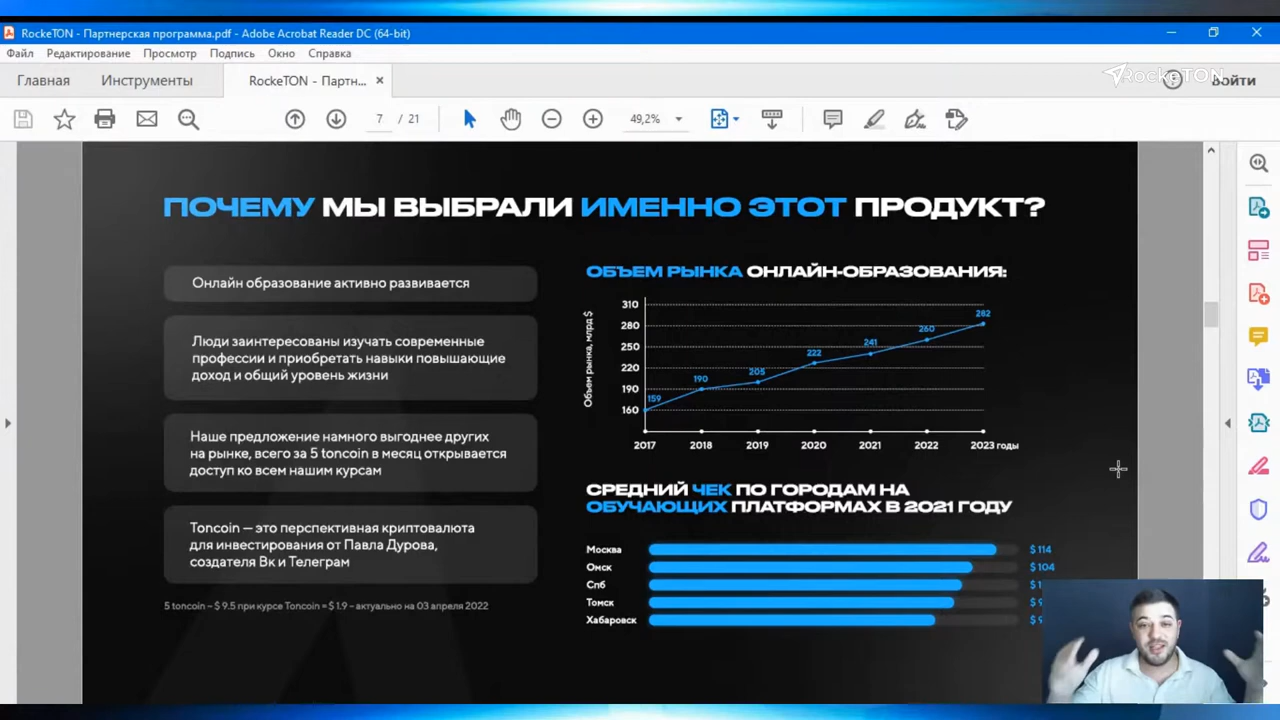 RockeTON - Партнерская программа.pdf - Adobe Acrobat Reader DC (64-bit)
Файл Редактирование Просмотр Подпись Окно Справка
Главная Инструменты RockeTON - Партн... × RockeTON Войти
7 / 21 49,2%
ПОЧЕМУ МЫ ВЫБРАЛИ ИМЕННО ЭТОТ ПРОДУКТ?
Онлайн образование активно развивается
Люди заинтересованы изучать современные
профессии и приобретать навыки повышающие
доход и общий уровень жизни
Наше предложение намного выгоднее других
на рынке, всего за 5 toncoin в месяц открывается
доступ ко всем нашим курсам
Toncoin — это перспективная криптовалюта
для инвестирования от Павла Дурова,
создателя Вк и Телеграм
5 toncoin ~ $ 9.5 при курсе Toncoin = $ 1.9 – актуально на 03 апреля 2022
ОБЪЕМ РЫНКА ОНЛАЙН-ОБРАЗОВАНИЯ:
Объем рынка, млрд $
310
280
250
220
190
160
159 190 205 222 241 260 282
2017 2018 2019 2020 2021 2022 2023 годы
СРЕДНИЙ ЧЕК ПО ГОРОДАМ НА
ОБУЧАЮЩИХ ПЛАТФОРМАХ В 2021 ГОДУ
Москва $ 114
Омск $ 104
Спб
Томск
Хабаровск